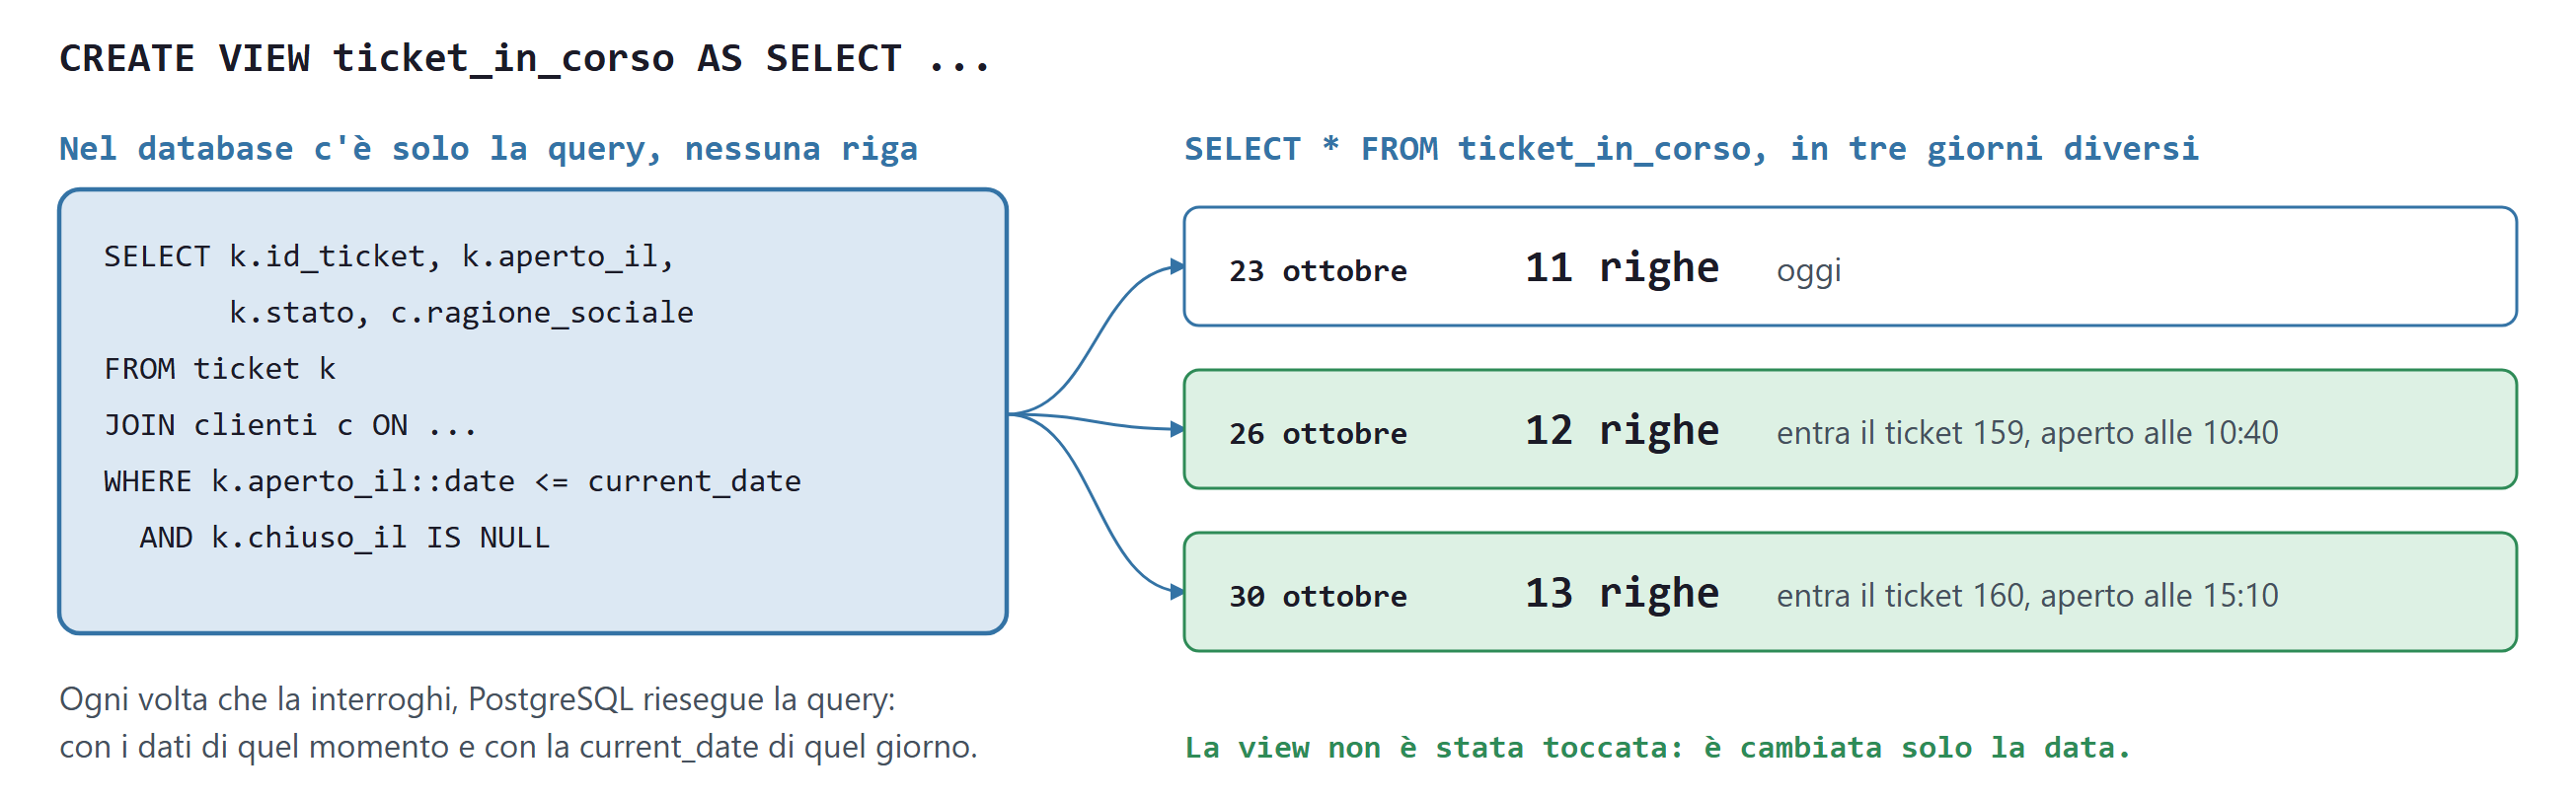 CREATE VIEW ticket_in_corso AS SELECT ...
Nel database c'è solo la query, nessuna riga
SELECT k.id_ticket, k.aperto_il,
k.stato, c.ragione_sociale
FROM ticket k
JOIN clienti c ON ...
WHERE k.aperto_il::date <= current_date
AND k.chiuso_il IS NULL
Ogni volta che la interroghi, PostgreSQL riesegue la query:
con i dati di quel momento e con la current_date di quel giorno.
SELECT * FROM ticket_in_corso, in tre giorni diversi
23 ottobre 11 righe oggi
26 ottobre 12 righe entra il ticket 159, aperto alle 10:40
30 ottobre 13 righe entra il ticket 160, aperto alle 15:10
La view non è stata toccata: è cambiata solo la data.